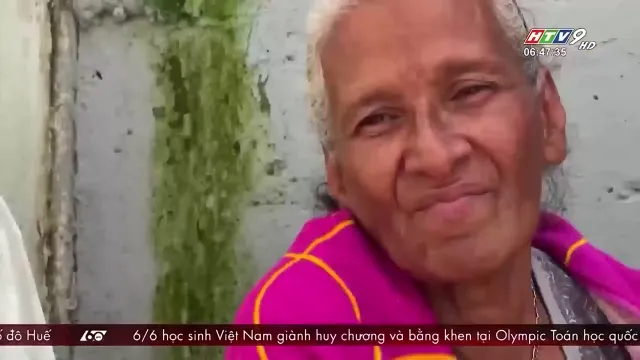 HTV9 HD
06:47:35
ố đô Huế 60 6/6 học sinh Việt Nam giành huy chương và bằng khen tại Olympic Toán học quốc